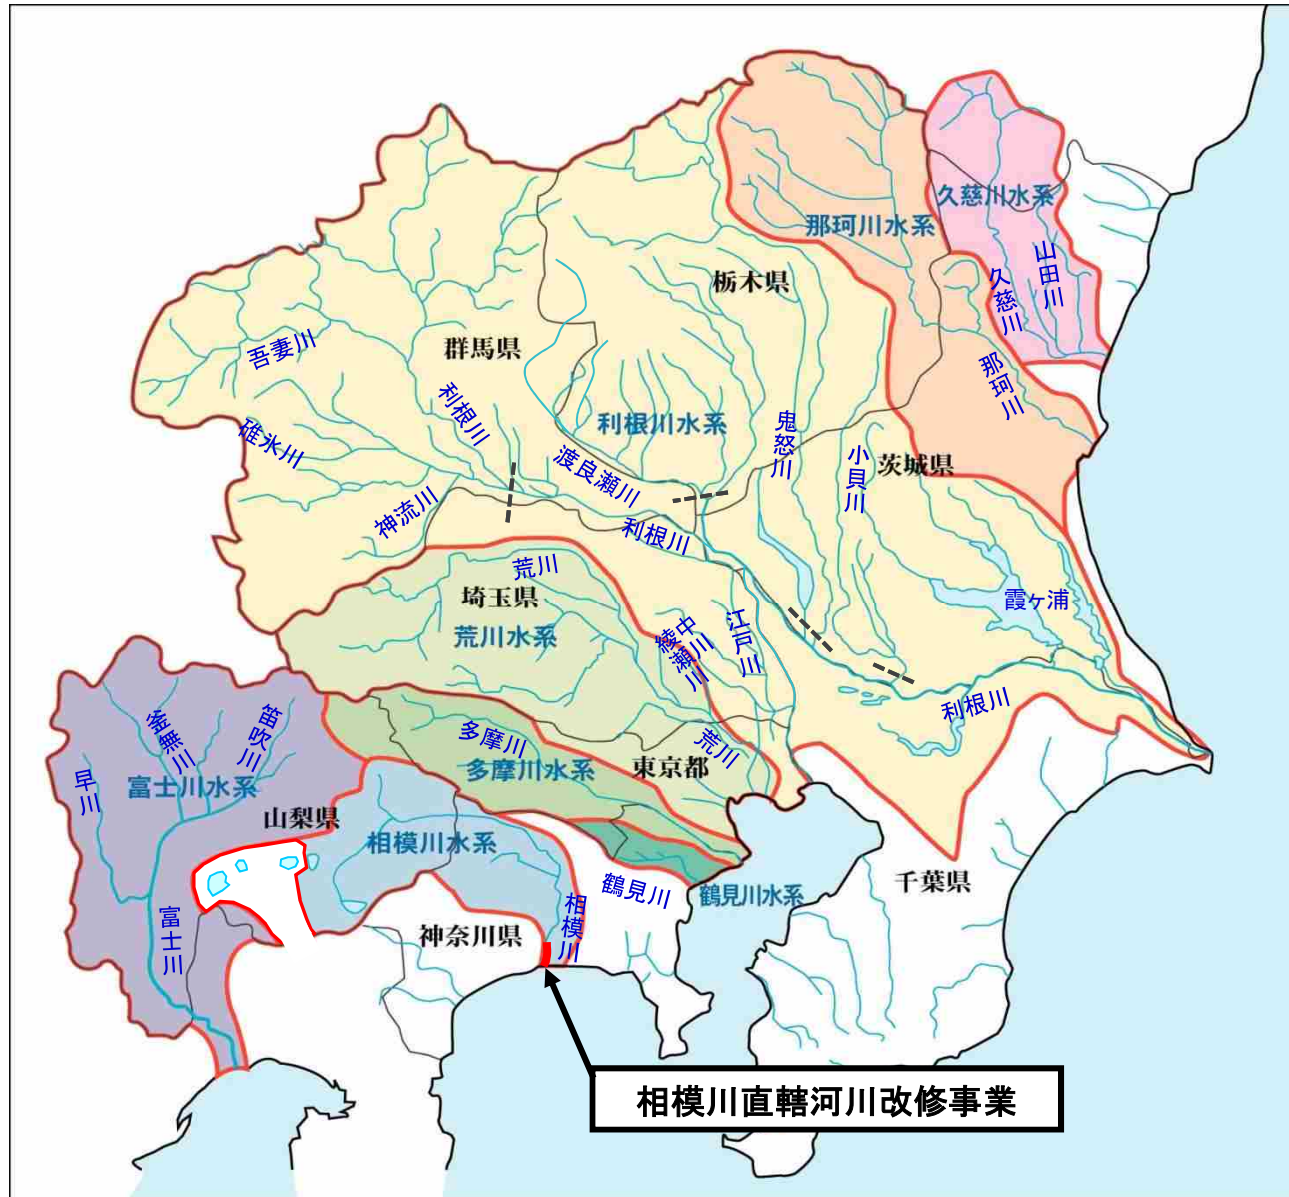 久慈川水系
那珂川水系
山田川
久慈川
栃木県
吾妻川
群馬県
那珂川
利根川
利根川水系
鬼怒川
碓氷川
小貝川
茨城県
渡良瀬川
神流川
利根川
荒川
埼玉県
霞ヶ浦
荒川水系
綾瀬川
中川
江戸川
利根川
釜無川
笛吹川
多摩川
荒川
早川
富士川水系
多摩川水系
東京都
山梨県
相模川水系
千葉県
鶴見川
鶴見川水系
相模川
富士川
神奈川県
相模川直轄河川改修事業